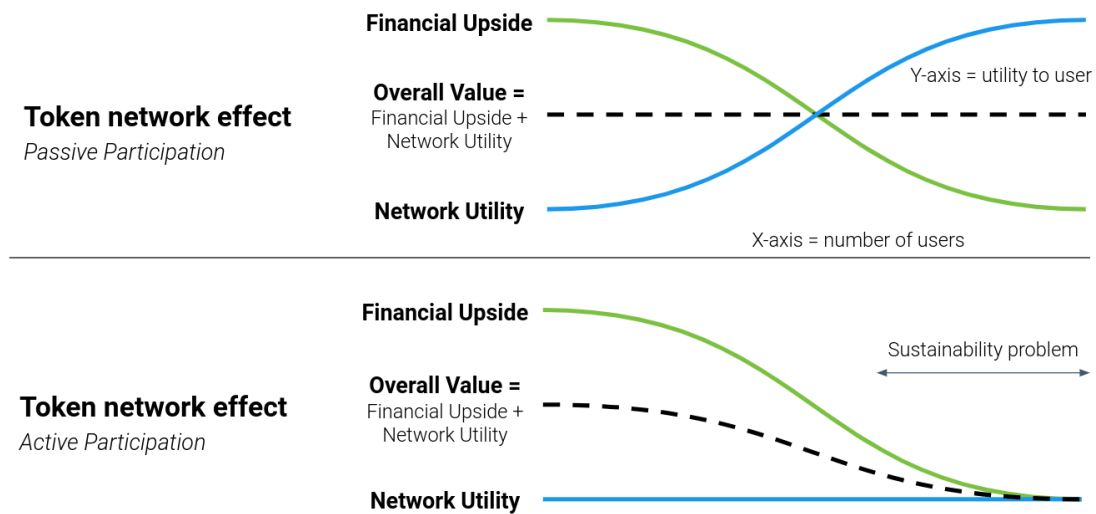 Financial Upside
Y-axis = utility to user
Overall Value =
Financial Upside +
Network Utility
Token network effect
Passive Participation
Network Utility
X-axis = number of users
Financial Upside
Sustainability problem
Overall Value =
Financial Upside +
Network Utility
Token network effect
Active Participation
Network Utility